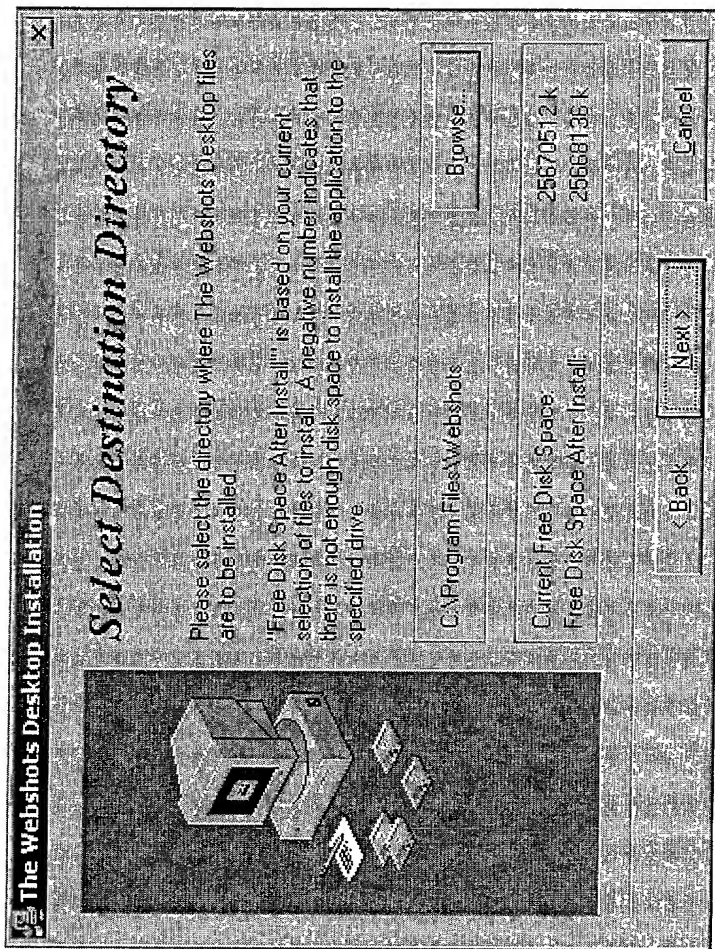 The Webshots Desktop Installation
Select Destination Directory
Please select the directory where The Webshots Desktop files
are to be installed.
"Free Disk Space After Install" is based on your current
selection of files to install. A negative number indicates that
there is not enough disk space to install the application to the
specified drive.
C:\Program Files\Webshots
Browse...
Current Free Disk Space: 25670512 k
Free Disk Space After Install: 25668136 k
< Back
Next >
Cancel